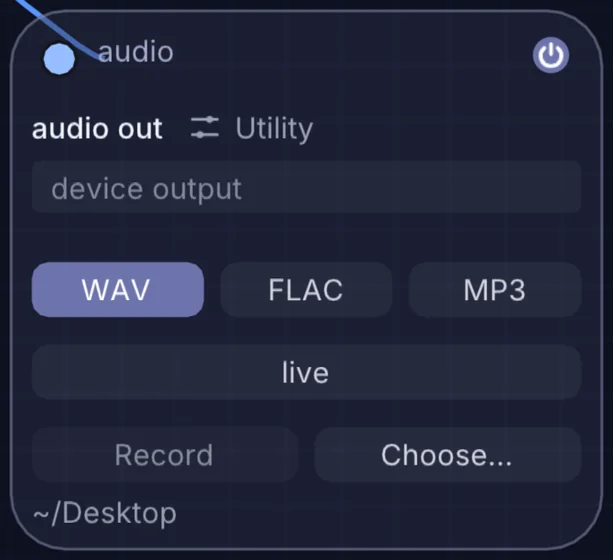 audio
audio out Utility
device output
WAV FLAC MP3
live
Record Choose...
~/Desktop